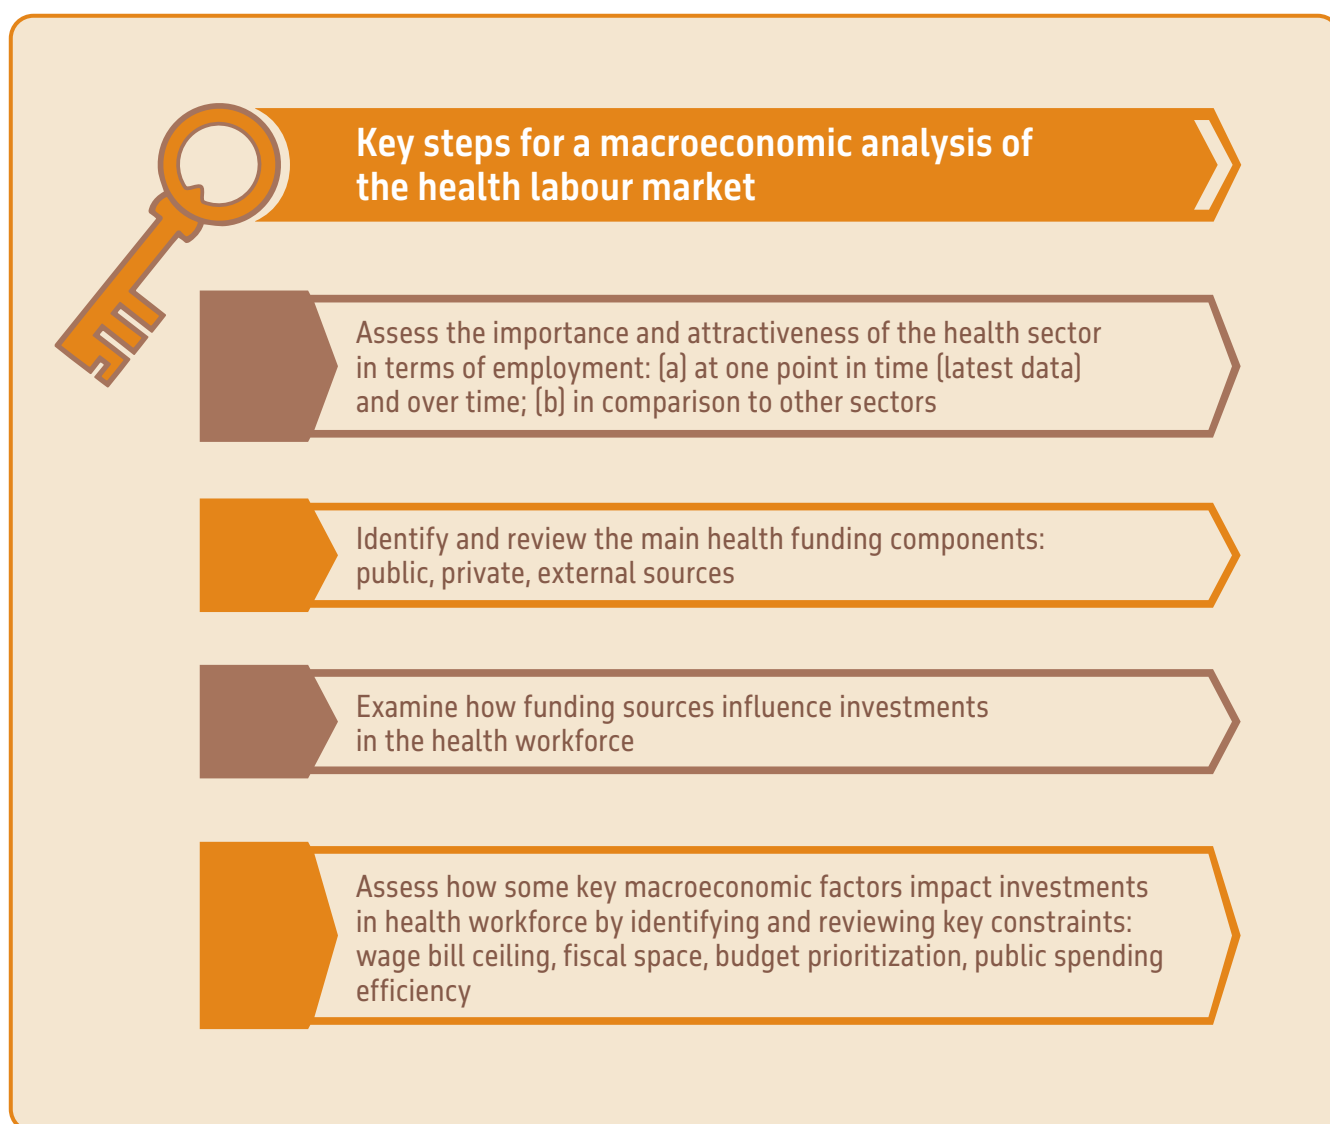 Key steps for a macroeconomic analysis of
the health labour market
Assess the importance and attractiveness of the health sector
in terms of employment: (a) at one point in time (latest data)
and over time; (b) in comparison to other sectors
Identify and review the main health funding components:
public, private, external sources
Examine how funding sources influence investments
in the health workforce
Assess how some key macroeconomic factors impact investments
in health workforce by identifying and reviewing key constraints:
wage bill ceiling, fiscal space, budget prioritization, public spending
efficiency